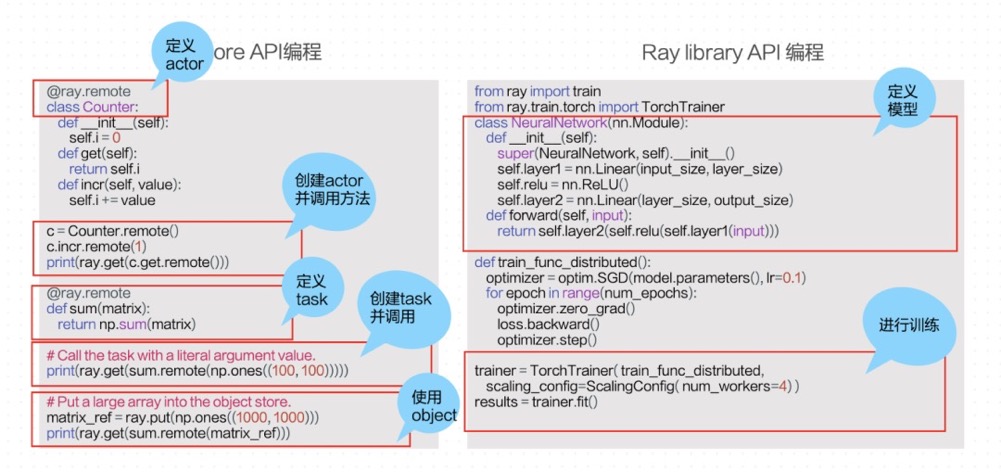 ore API编程
定义
actor
@ray.remote
class Counter:
def __init__(self):
self.i = 0
def get(self):
return self.i
def incr(self, value):
self.i += value
创建actor
并调用方法
c = Counter.remote()
c.incr.remote(1)
print(ray.get(c.get.remote()))
定义
task
@ray.remote
def sum(matrix):
return np.sum(matrix)
创建task
并调用
# Call the task with a literal argument value.
print(ray.get(sum.remote(np.ones((100, 100)))))
使用
object
# Put a large array into the object store.
matrix_ref = ray.put(np.ones((1000, 1000)))
print(ray.get(sum.remote(matrix_ref)))
Ray library API 编程
定义
模型
from ray import train
from ray.train.torch import TorchTrainer
class NeuralNetwork(nn.Module):
def __init__(self):
super(NeuralNetwork, self).__init__()
self.layer1 = nn.Linear(input_size, layer_size)
self.relu = nn.ReLU()
self.layer2 = nn.Linear(layer_size, output_size)
def forward(self, input):
return self.layer2(self.relu(self.layer1(input)))
def train_func_distributed():
optimizer = optim.SGD(model.parameters(), lr=0.1)
for epoch in range(num_epochs):
optimizer.zero_grad()
loss.backward()
optimizer.step()
进行训练
trainer = TorchTrainer( train_func_distributed,
scaling_config=ScalingConfig( num_workers=4) )
results = trainer.fit()